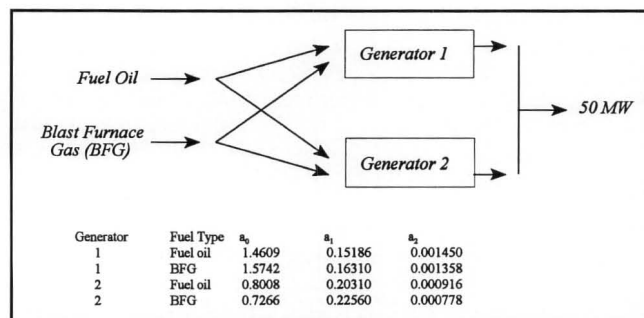 Generator 1
Fuel Oil
50 MW
Blast Furnace
Gas (BFG)
Generator 2
Generator Fuel Type a₀ a₁ a₂
1 Fuel oil 1.4609 0.15186 0.001450
1 BFG 1.5742 0.16310 0.001358
2 Fuel oil 0.8008 0.20310 0.000916
2 BFG 0.7266 0.22560 0.000778